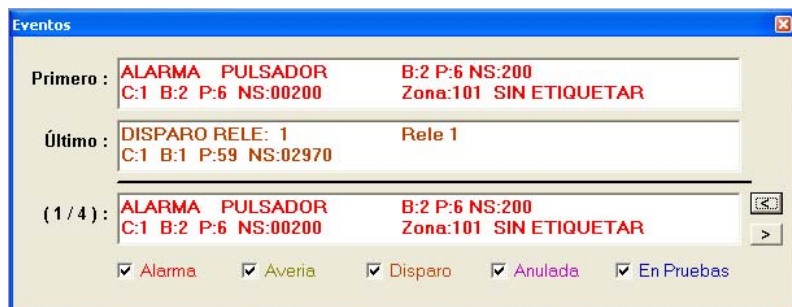 Eventos
Primero : ALARMA PULSADOR B:2 P:6 NS:200
C:1 B:2 P:6 NS:00200 Zona:101 SIN ETIQUETAR
Último : DISPARO RELE: 1 Rele 1
C:1 B:1 P:59 NS:02970
( 1 / 4 ) : ALARMA PULSADOR B:2 P:6 NS:200
C:1 B:2 P:6 NS:00200 Zona:101 SIN ETIQUETAR
<
>
Alarma Averia Disparo Anulada En Pruebas